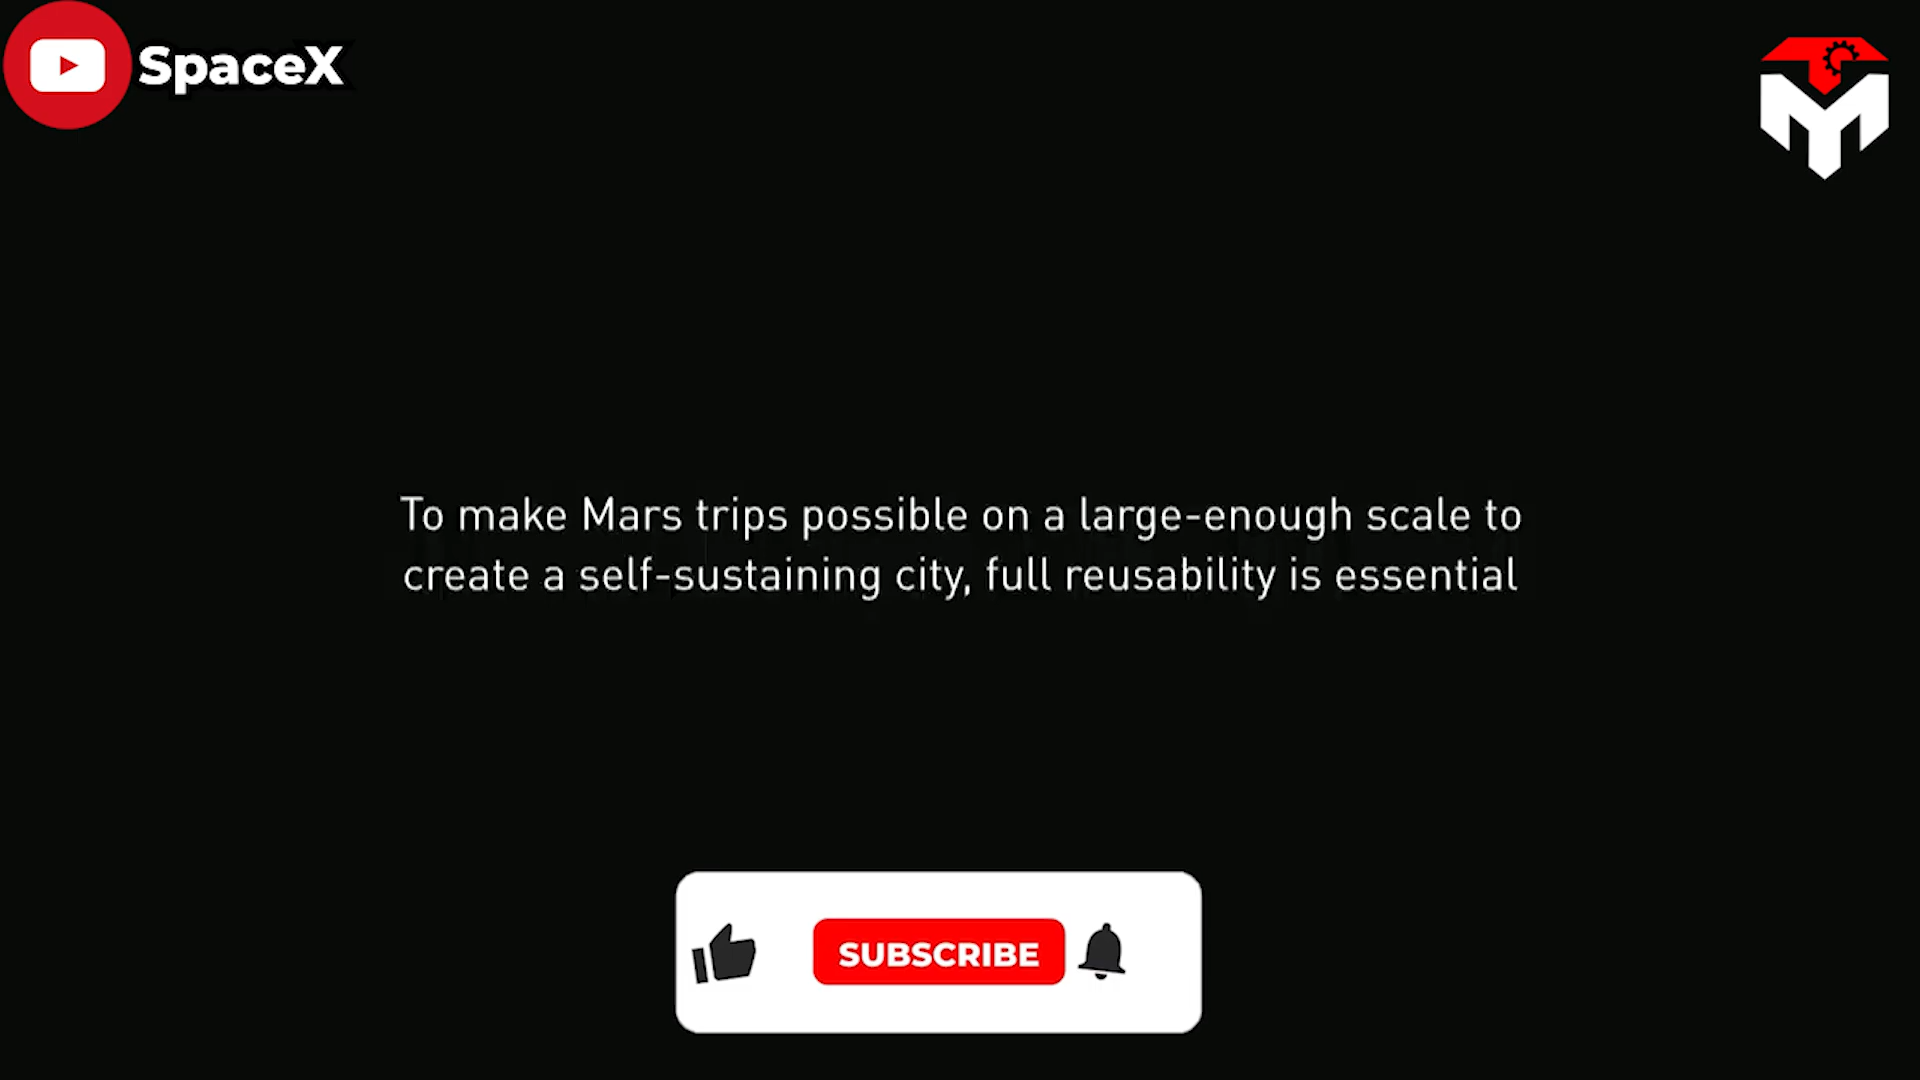 SpaceX
To make Mars trips possible on a large-enough scale to
create a self-sustaining city, full reusability is essential
SUBSCRIBE